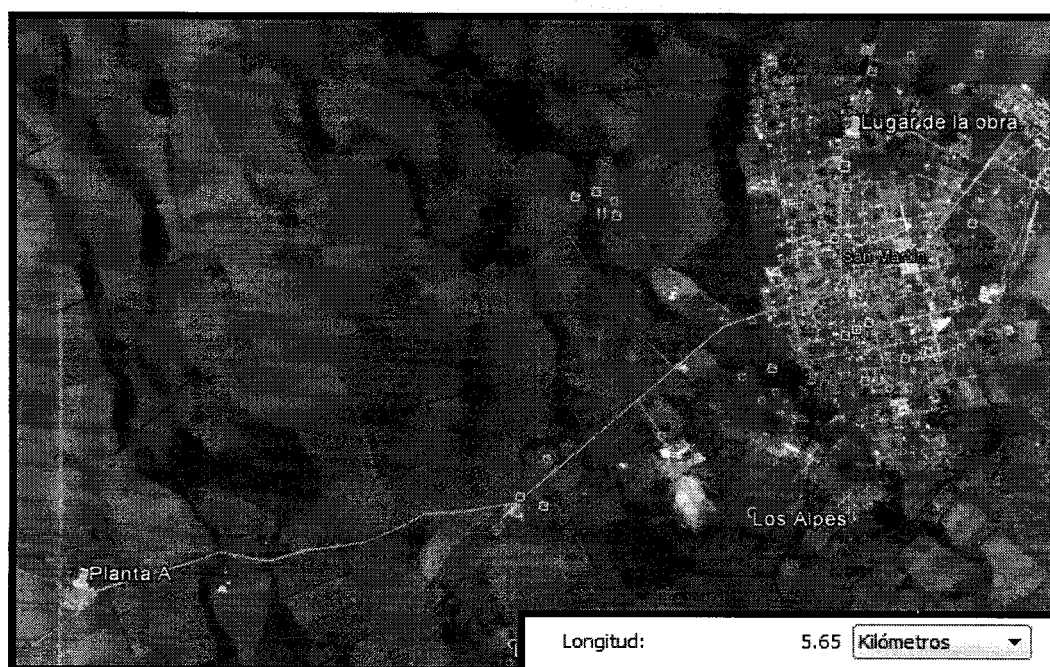 Lugar de la obra
San Martín
Los Alpes
Planta A
Longitud: 5.65 Kilómetros